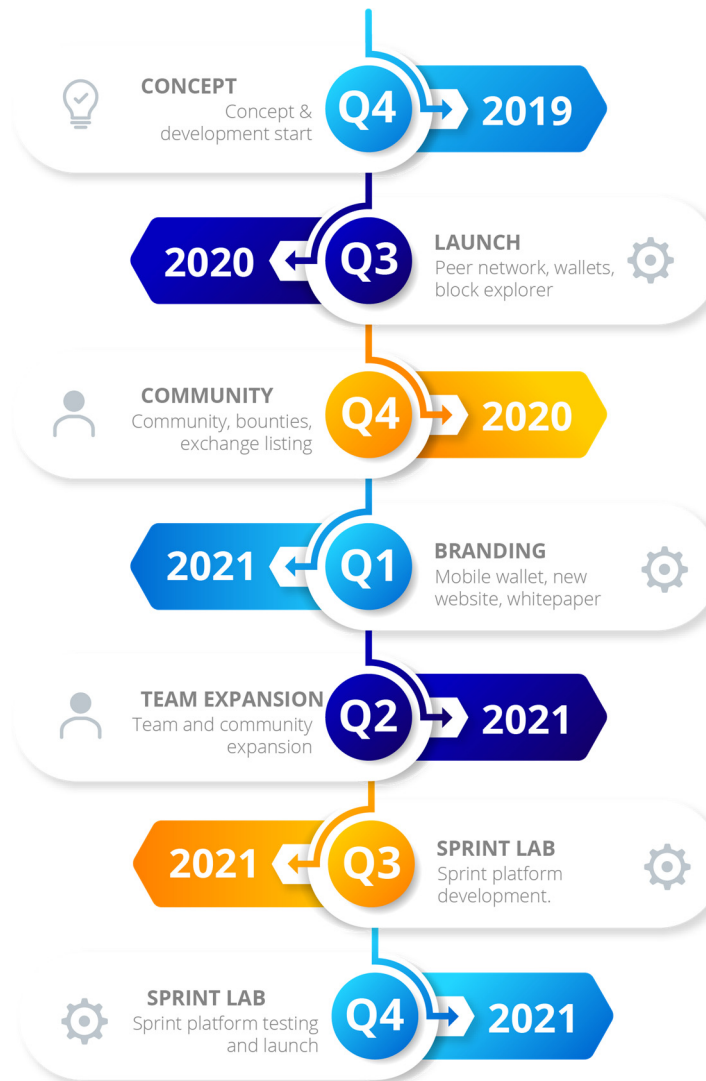 CONCEPT
Concept &
development start
Q4
2019
2020
Q3
LAUNCH
Peer network, wallets,
block explorer
COMMUNITY
Community, bounties,
exchange listing
Q4
2020
2021
Q1
BRANDING
Mobile wallet, new
website, whitepaper
TEAM EXPANSION
Team and community
expansion
Q2
2021
2021
Q3
SPRINT LAB
Sprint platform
development.
SPRINT LAB
Sprint platform testing
and launch
Q4
2021